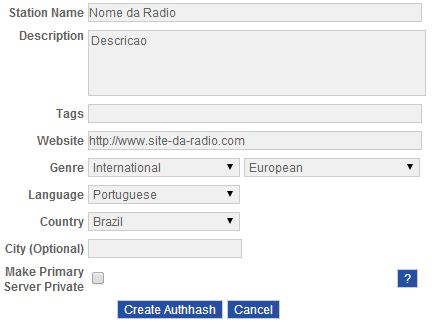 Station Name Nome da Radio
Description Descricao
Tags
Website http://www.site-da-radio.com
Genre International European
Language Portuguese
Country Brazil
City (Optional)
Make Primary
Server Private ?
Create Authhash Cancel